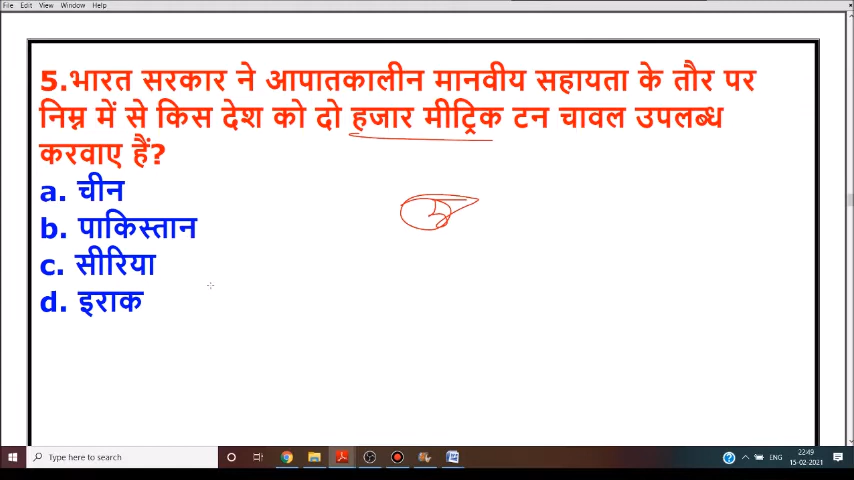 File Edit View Window Help
5.भारत सरकार ने आपातकालीन मानवीय सहायता के तौर पर
निम्न में से किस देश को दो हजार मीट्रिक टन चावल उपलब्ध
करवाए हैं?
a. चीन
b. पाकिस्तान
c. सीरिया
d. इराक
Type here to search
ENG
22:49
15-02-2021